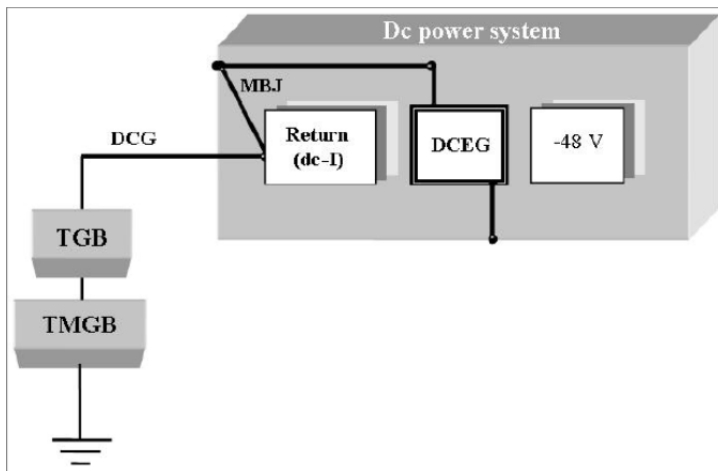 Dc power system
MBJ
DCG
Return
(dc-I)
DCEG
-48 V
TGB
TMGB